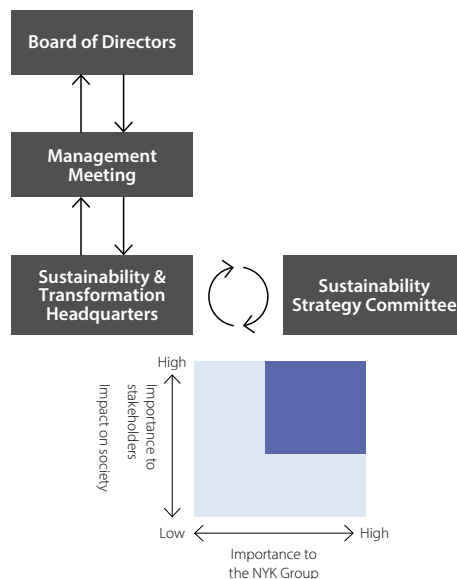 Board of Directors
Management
Meeting
Sustainability &
Transformation
Headquarters
Sustainability
Strategy Committee
High
Importance to
stakeholders
Impact on society
Low
High
Importance to
the NYK Group